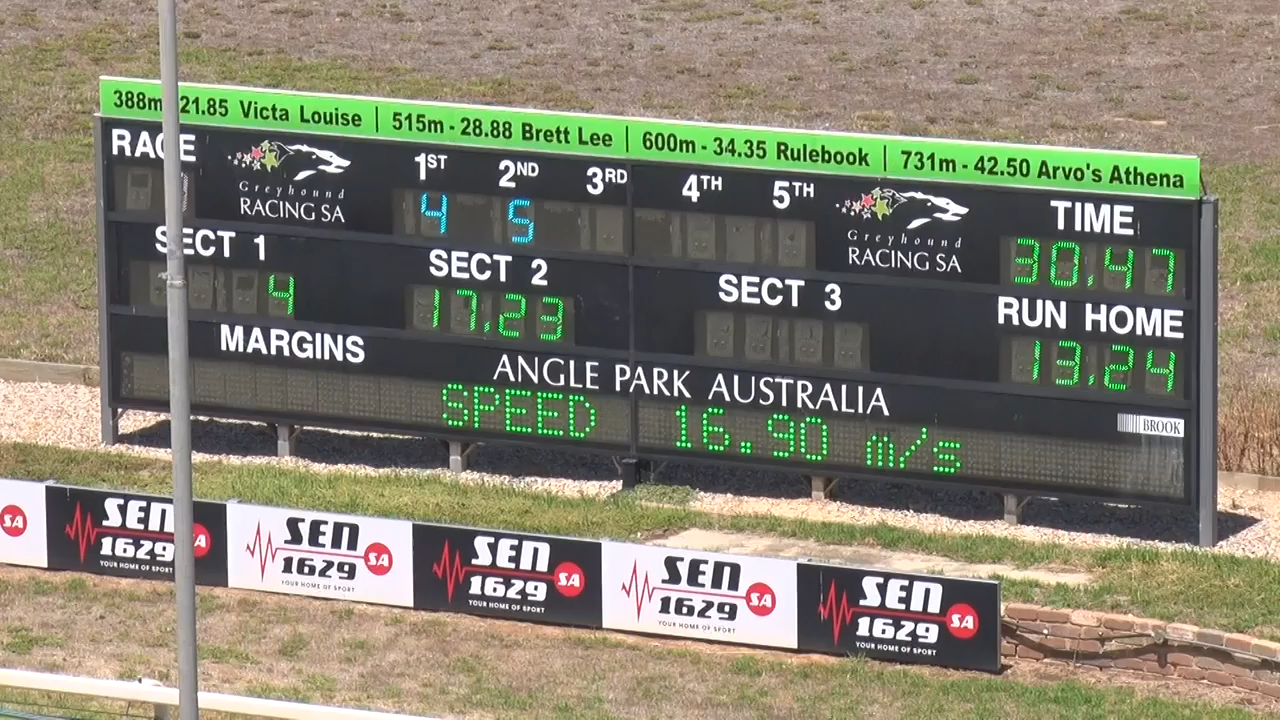 388m 21.85 Victa Louise | 515m - 28.88 Brett Lee | 600m - 34.35 Rulebook | 731m - 42.50 Arvo's Athena
RACE
Greyhound
RACING SA
1ST 2ND 3RD 4TH 5TH
4 5
Greyhound
RACING SA
TIME
30.47
SECT 1
4
SECT 2
17.23
SECT 3
RUN HOME
13.24
MARGINS
ANGLE PARK AUSTRALIA
SPEED 16.90 m/s
BROOK
SA
SEN
1629
SA
YOUR HOME OF SPORT
SEN
1629
SA
YOUR HOME OF SPORT
SEN
1629
SA
YOUR HOME OF SPORT
SEN
1629
SA
YOUR HOME OF SPORT
SEN
1629
SA
YOUR HOME OF SPORT